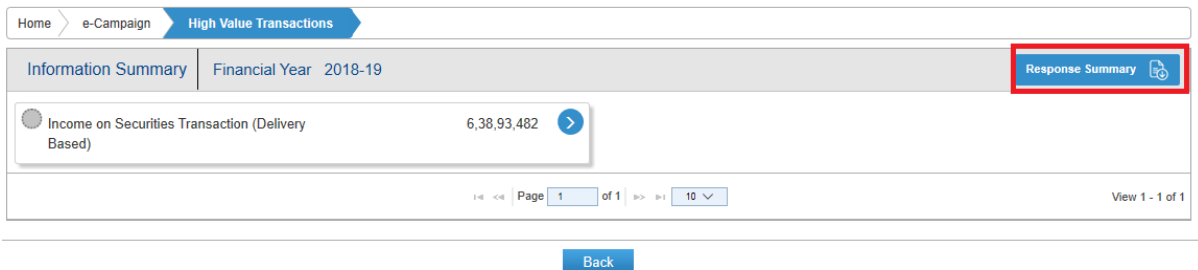 Home e-Campaign High Value Transactions
Information Summary Financial Year 2018-19 Response Summary
Income on Securities Transaction (Delivery 6,38,93,482
Based)
Page 1 of 1 10 View 1 - 1 of 1
Back